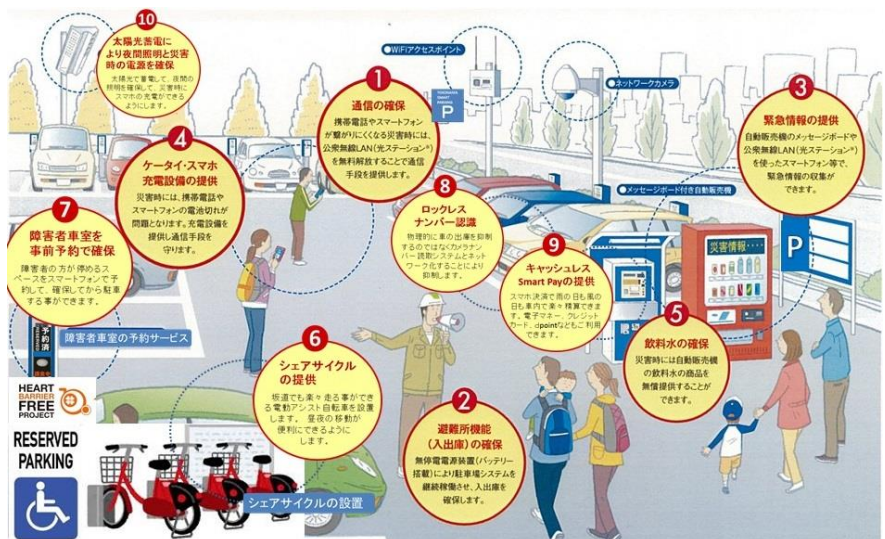 10
太陽光蓄電に
より夜間照明と災害
時の電源を確保
太陽光で蓄電して、夜間の
照明を確保して、災害時に
スマホの充電ができる
ようにします。
●WiFiアクセスポイント
●ネットワークカメラ
1
通信の確保
携帯電話やスマートフォン
が繋がりにくくなる災害時には、
公衆無線LAN(光ステーション®)
を無料解放することで通信
手段を提供します。
P
3
緊急情報の提供
自動販売機のメッセージボードや
公衆無線LAN(光ステーション®)
を使ったスマートフォン等で、
緊急情報の収集が
できます。
4
ケータイ・スマホ
充電設備の提供
災害時には、携帯電話や
スマートフォンの電池切れが
問題となります。充電設備を
提供し通信手段を
守ります。
●メッセージボード付き自動販売機
8
ロックレス
ナンバー認識
物理的に車の出庫を抑制す
るのではなくカメラナン
バー読取システムとネット
ワーク化することにより
抑制します。
7
障害者車室を
事前予約で確保
障害者の方が停めるス
ペースをスマートフォンで予
約して、確保してから駐車
する事ができます。
9
キャッシュレス
Smart Payの提供
スマホ決済で雨の日も風の
日も車内で楽々精算できま
す。電子マネー、クレジット
カード、dpointなどもご利用
できます。
災害情報
P
5
飲料水の確保
災害時には自動販売機
の飲料水の商品を
無償提供することが
できます。
予約済
RESERVED
障害者車室の予約サービス
6
シェアサイクル
の提供
坂道でも楽々走る事ができ
る電動アシスト自転車を設置
します。 昼夜の移動が
便利にできるように
します。
HEART
BARRIER
FREE
PROJECT
2
避難所機能
(入出庫)の確保
無停電電源装置(バッテリー
搭載)により駐車場システムを
継続稼働させ、入出庫を
確保します。
RESERVED
PARKING
シェアサイクルの設置